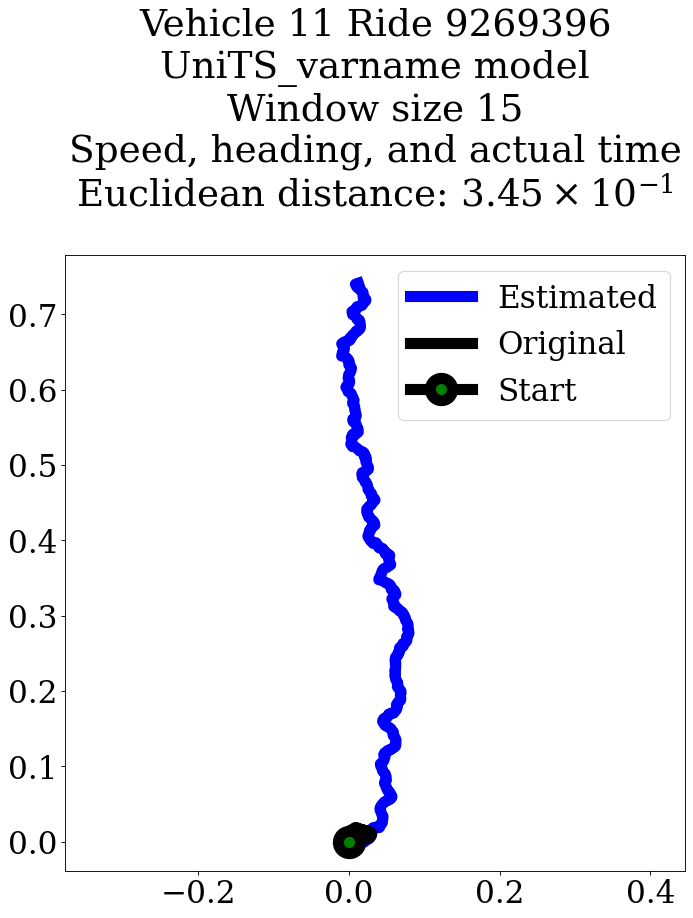 Vehicle 11 Ride 9269396
UniTS_varname model
Window size 15
Speed, heading, and actual time
Euclidean distance: 3.45 × 10⁻¹
Estimated
Original
Start
0.7
0.6
0.5
0.4
0.3
0.2
0.1
0.0
−0.2 0.0 0.2 0.4